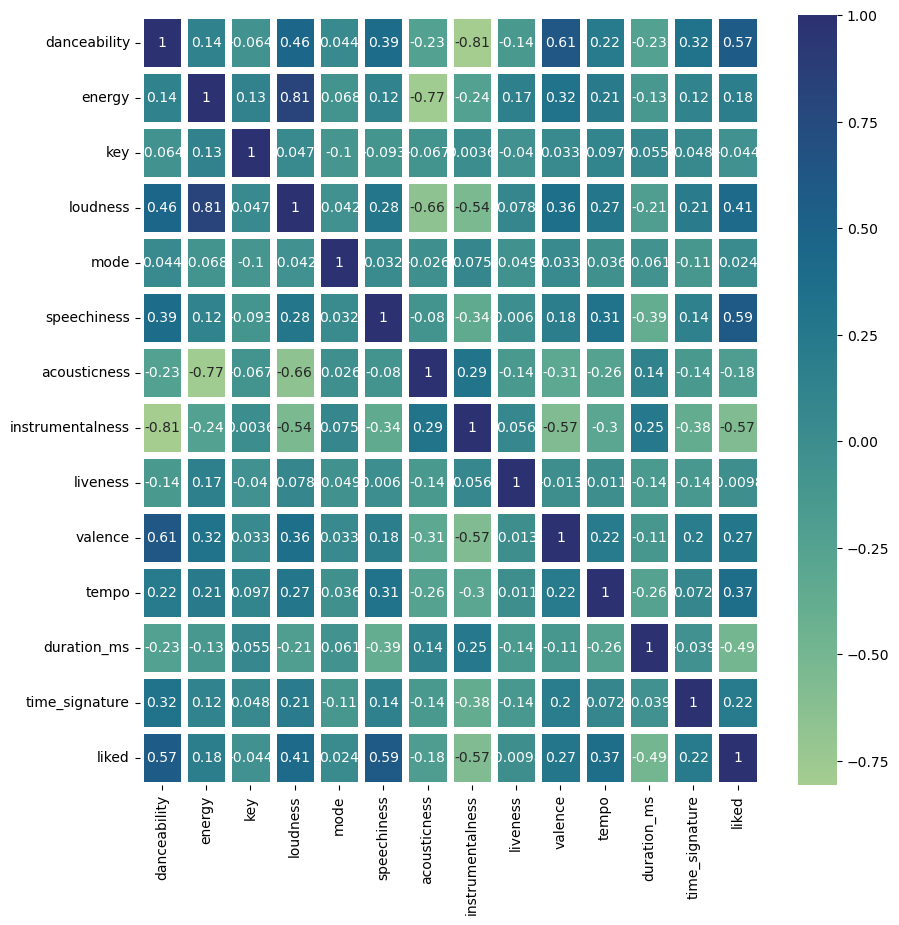 danceability 1 0.14 -0.064 0.46 0.044 0.39 -0.23 -0.81 -0.14 0.61 0.22 -0.23 0.32 0.57
energy 0.14 1 0.13 0.81 0.068 0.12 -0.77 -0.24 0.17 0.32 0.21 -0.13 0.12 0.18
key -0.064 0.13 1 0.047 -0.1 -0.093 -0.067 0.0036 -0.04 0.033 0.097 0.055 0.048 -0.044
loudness 0.46 0.81 0.047 1 0.042 0.28 -0.66 -0.54 0.078 0.36 0.27 -0.21 0.21 0.41
mode 0.044 0.068 -0.1 0.042 1 0.032 -0.026 0.075 0.049 0.033 0.036 0.061 -0.11 0.024
speechiness 0.39 0.12 -0.093 0.28 0.032 1 -0.08 -0.34 0.006 0.18 0.31 -0.39 0.14 0.59
acousticness -0.23 -0.77 -0.067 -0.66 -0.026 -0.08 1 0.29 -0.14 -0.31 -0.26 0.14 -0.14 -0.18
instrumentalness -0.81 -0.24 0.0036 -0.54 0.075 -0.34 0.29 1 0.056 -0.57 -0.3 0.25 -0.38 -0.57
liveness -0.14 0.17 -0.04 0.078 0.049 0.006 -0.14 0.056 1 -0.013 0.011 -0.14 -0.14 0.0098
valence 0.61 0.32 0.033 0.36 0.033 0.18 -0.31 -0.57 -0.013 1 0.22 -0.11 0.2 0.27
tempo 0.22 0.21 0.097 0.27 0.036 0.31 -0.26 -0.3 0.011 0.22 1 -0.26 0.072 0.37
duration_ms -0.23 -0.13 0.055 -0.21 0.061 -0.39 0.14 0.25 -0.14 -0.11 -0.26 1 -0.039 -0.49
time_signature 0.32 0.12 0.048 0.21 -0.11 0.14 -0.14 -0.38 -0.14 0.2 0.072 -0.039 1 0.22
liked 0.57 0.18 -0.044 0.41 0.024 0.59 -0.18 -0.57 0.009 0.27 0.37 -0.49 0.22 1
danceability
energy
key
loudness
mode
speechiness
acousticness
instrumentalness
liveness
valence
tempo
duration_ms
time_signature
liked
1.00
0.75
0.50
0.25
0.00
−0.25
−0.50
−0.75